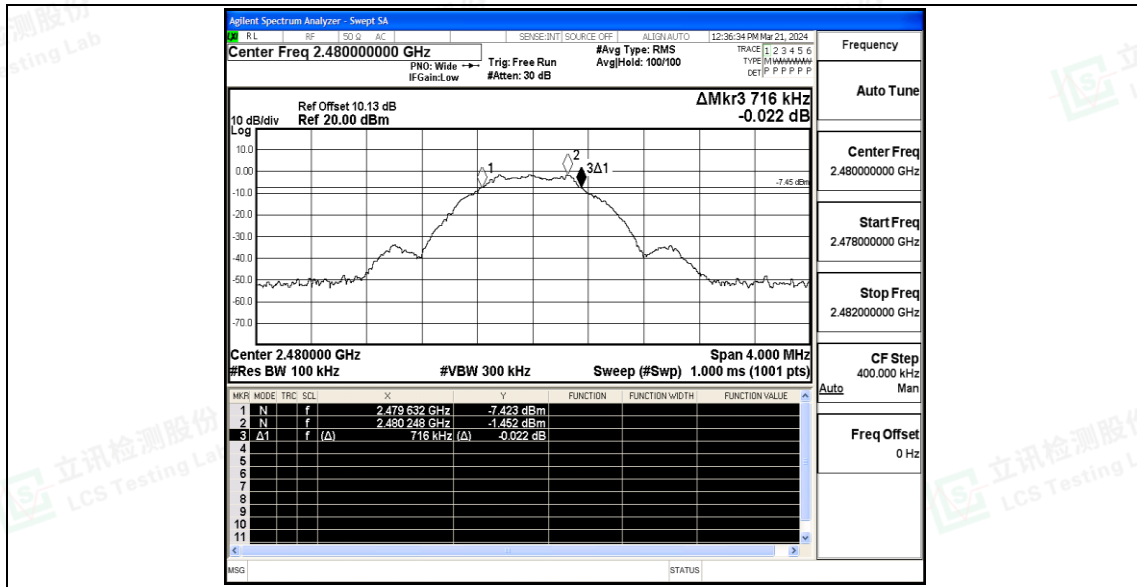 Agilent Spectrum Analyzer - Swept SA
RL RF 50 Ω AC SENSE:INT SOURCE OFF ALIGN AUTO 12:36:34 PM Mar 21, 2024
Center Freq 2.480000000 GHz
PNO: Wide
IFGain:Low
Trig: Free Run
#Atten: 30 dB
#Avg Type: RMS
Avg|Hold: 100/100
TRACE 1 2 3 4 5 6
TYPE M
DET P P P P P P
ΔMkr3 716 kHz
-0.022 dB
Ref Offset 10.13 dB
10 dB/div Ref 20.00 dBm
Log
10.0
0.00
-10.0
-20.0
-30.0
-40.0
-50.0
-60.0
-70.0
1
2
3Δ1
-7.45 dBm
Center 2.480000 GHz Span 4.000 MHz
#Res BW 100 kHz #VBW 300 kHz Sweep (#Swp) 1.000 ms (1001 pts)
MKR MODE TRC SCL X Y FUNCTION FUNCTION WIDTH FUNCTION VALUE
1 N f 2.479 632 GHz -7.423 dBm
2 N f 2.480 248 GHz -1.452 dBm
3 Δ1 f (Δ) 716 kHz (Δ) -0.022 dB
4
5
6
7
8
9
10
11
MSG STATUS
Frequency
Auto Tune
Center Freq
2.480000000 GHz
Start Freq
2.478000000 GHz
Stop Freq
2.482000000 GHz
CF Step
400.000 kHz
Auto Man
Freq Offset
0 Hz
立讯检测股份
LCS Testing Lab
立讯检测股份
LCS Testing L